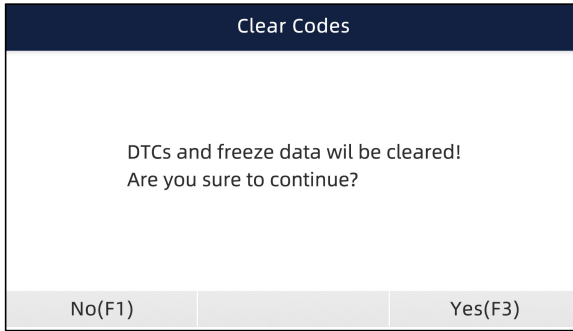 Clear Codes
DTCs and freeze data wil be cleared!
Are you sure to continue?
No(F1)
Yes(F3)